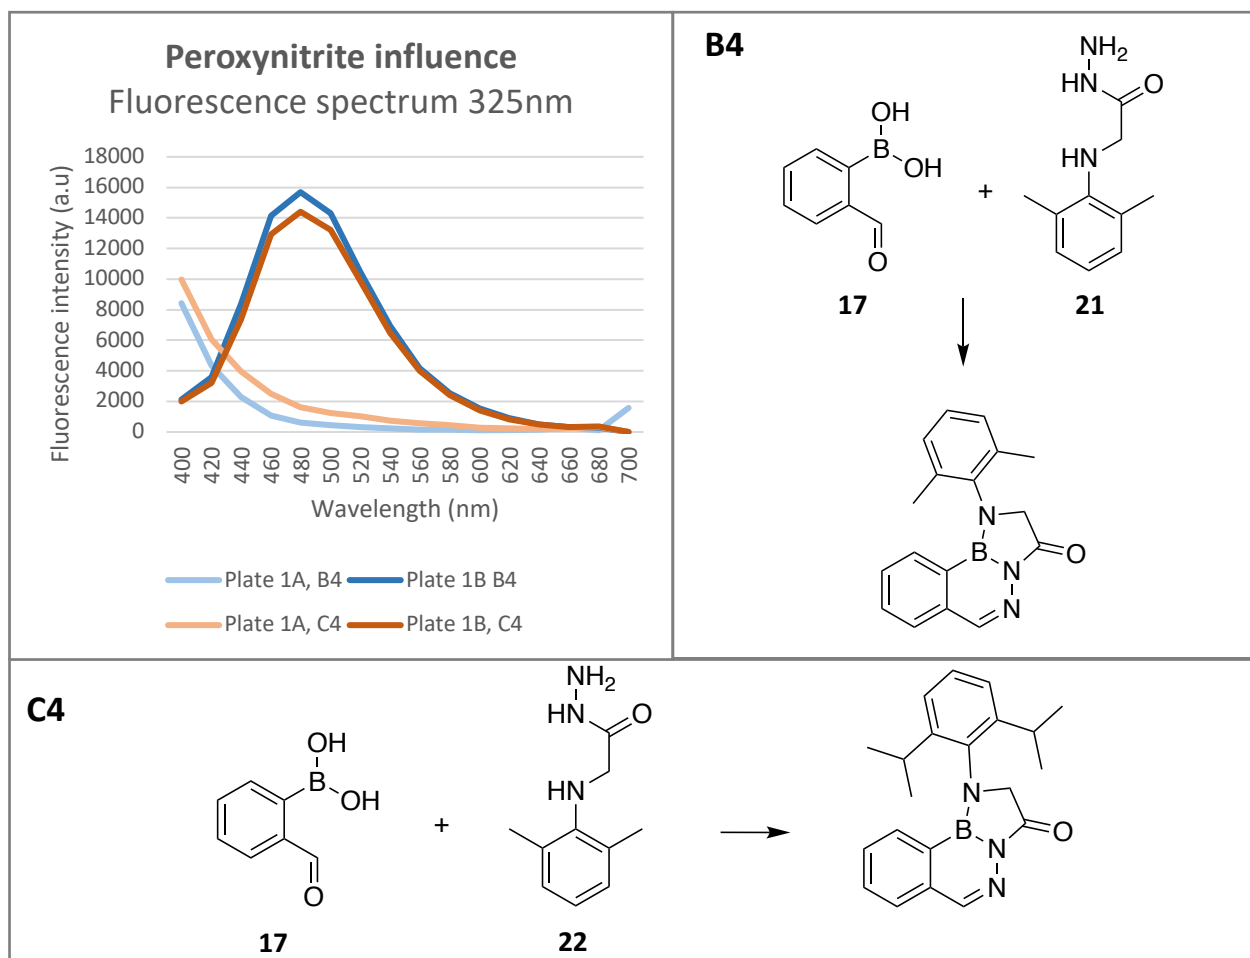 Peroxynitrite influence
Fluorescence spectrum 325nm
Fluorescence intensity (a.u)
18000
16000
14000
12000
10000
8000
6000
4000
2000
0
400
420
440
460
480
500
520
540
560
580
600
620
640
660
680
700
Wavelength (nm)
Plate 1A, B4
Plate 1B B4
Plate 1A, C4
Plate 1B, C4
B4
OH
B
OH
O
17
+
NH2
HN
O
HN
21
N
B
N
O
N
C4
OH
B
OH
O
17
+
NH2
HN
O
HN
22
N
B
N
O
N